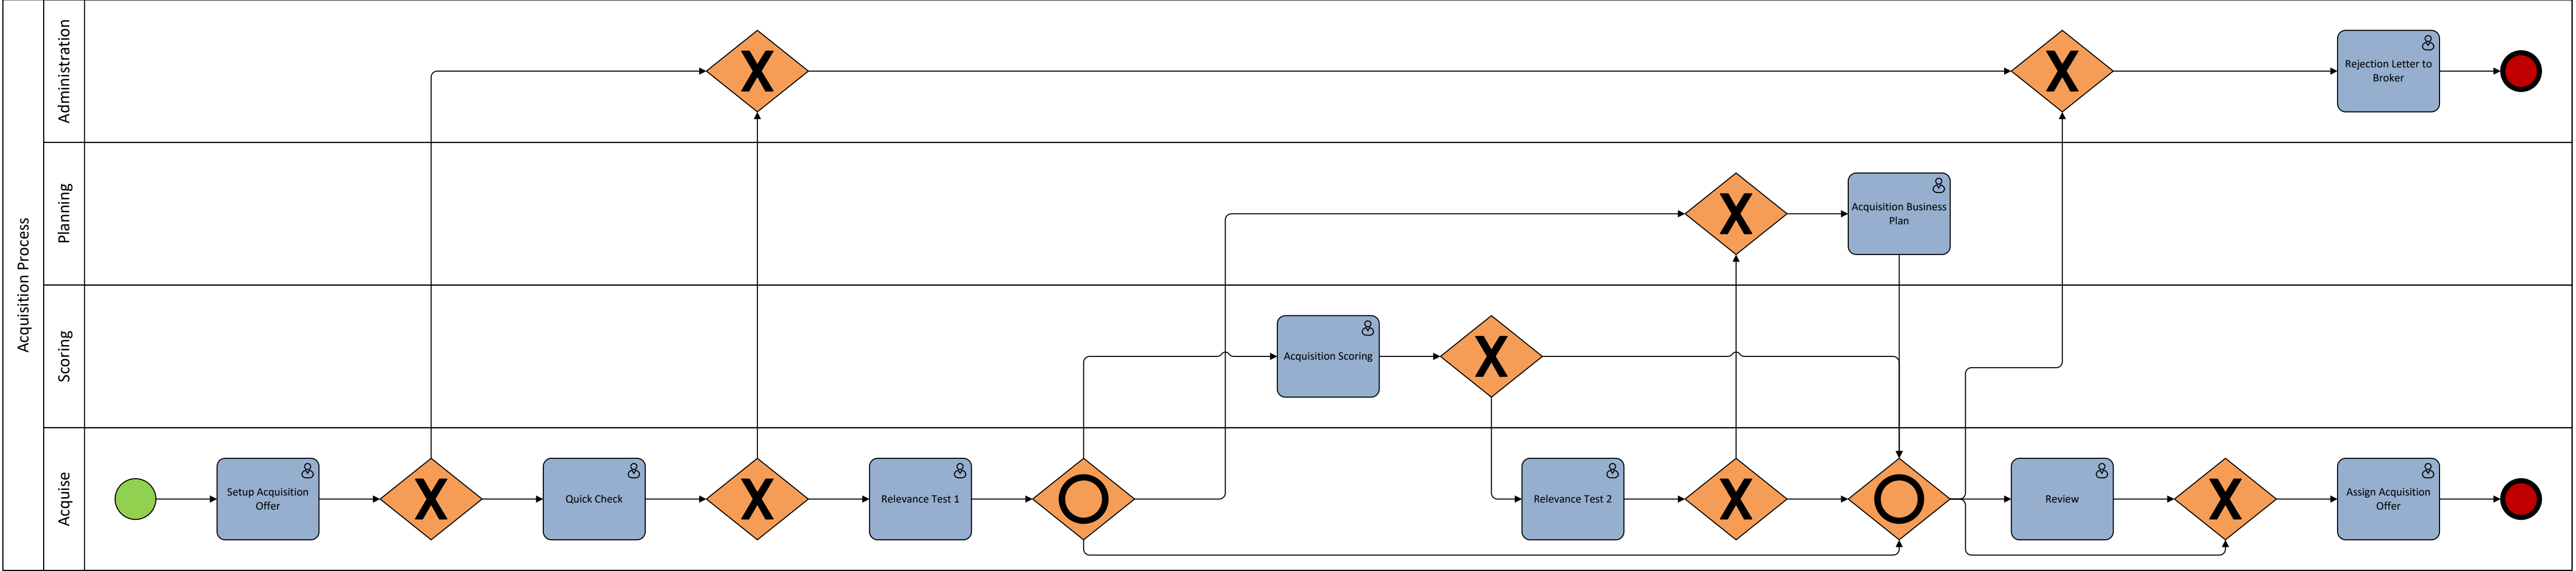 Acquisition Process
Administration
Rejection Letter to
Broker
Planning
Acquisition Business
Plan
Scoring
Acquisition Scoring
Acquise
Setup Acquisition
Offer
Quick Check
Relevance Test 1
Relevance Test 2
Review
Assign Acquisition
Offer